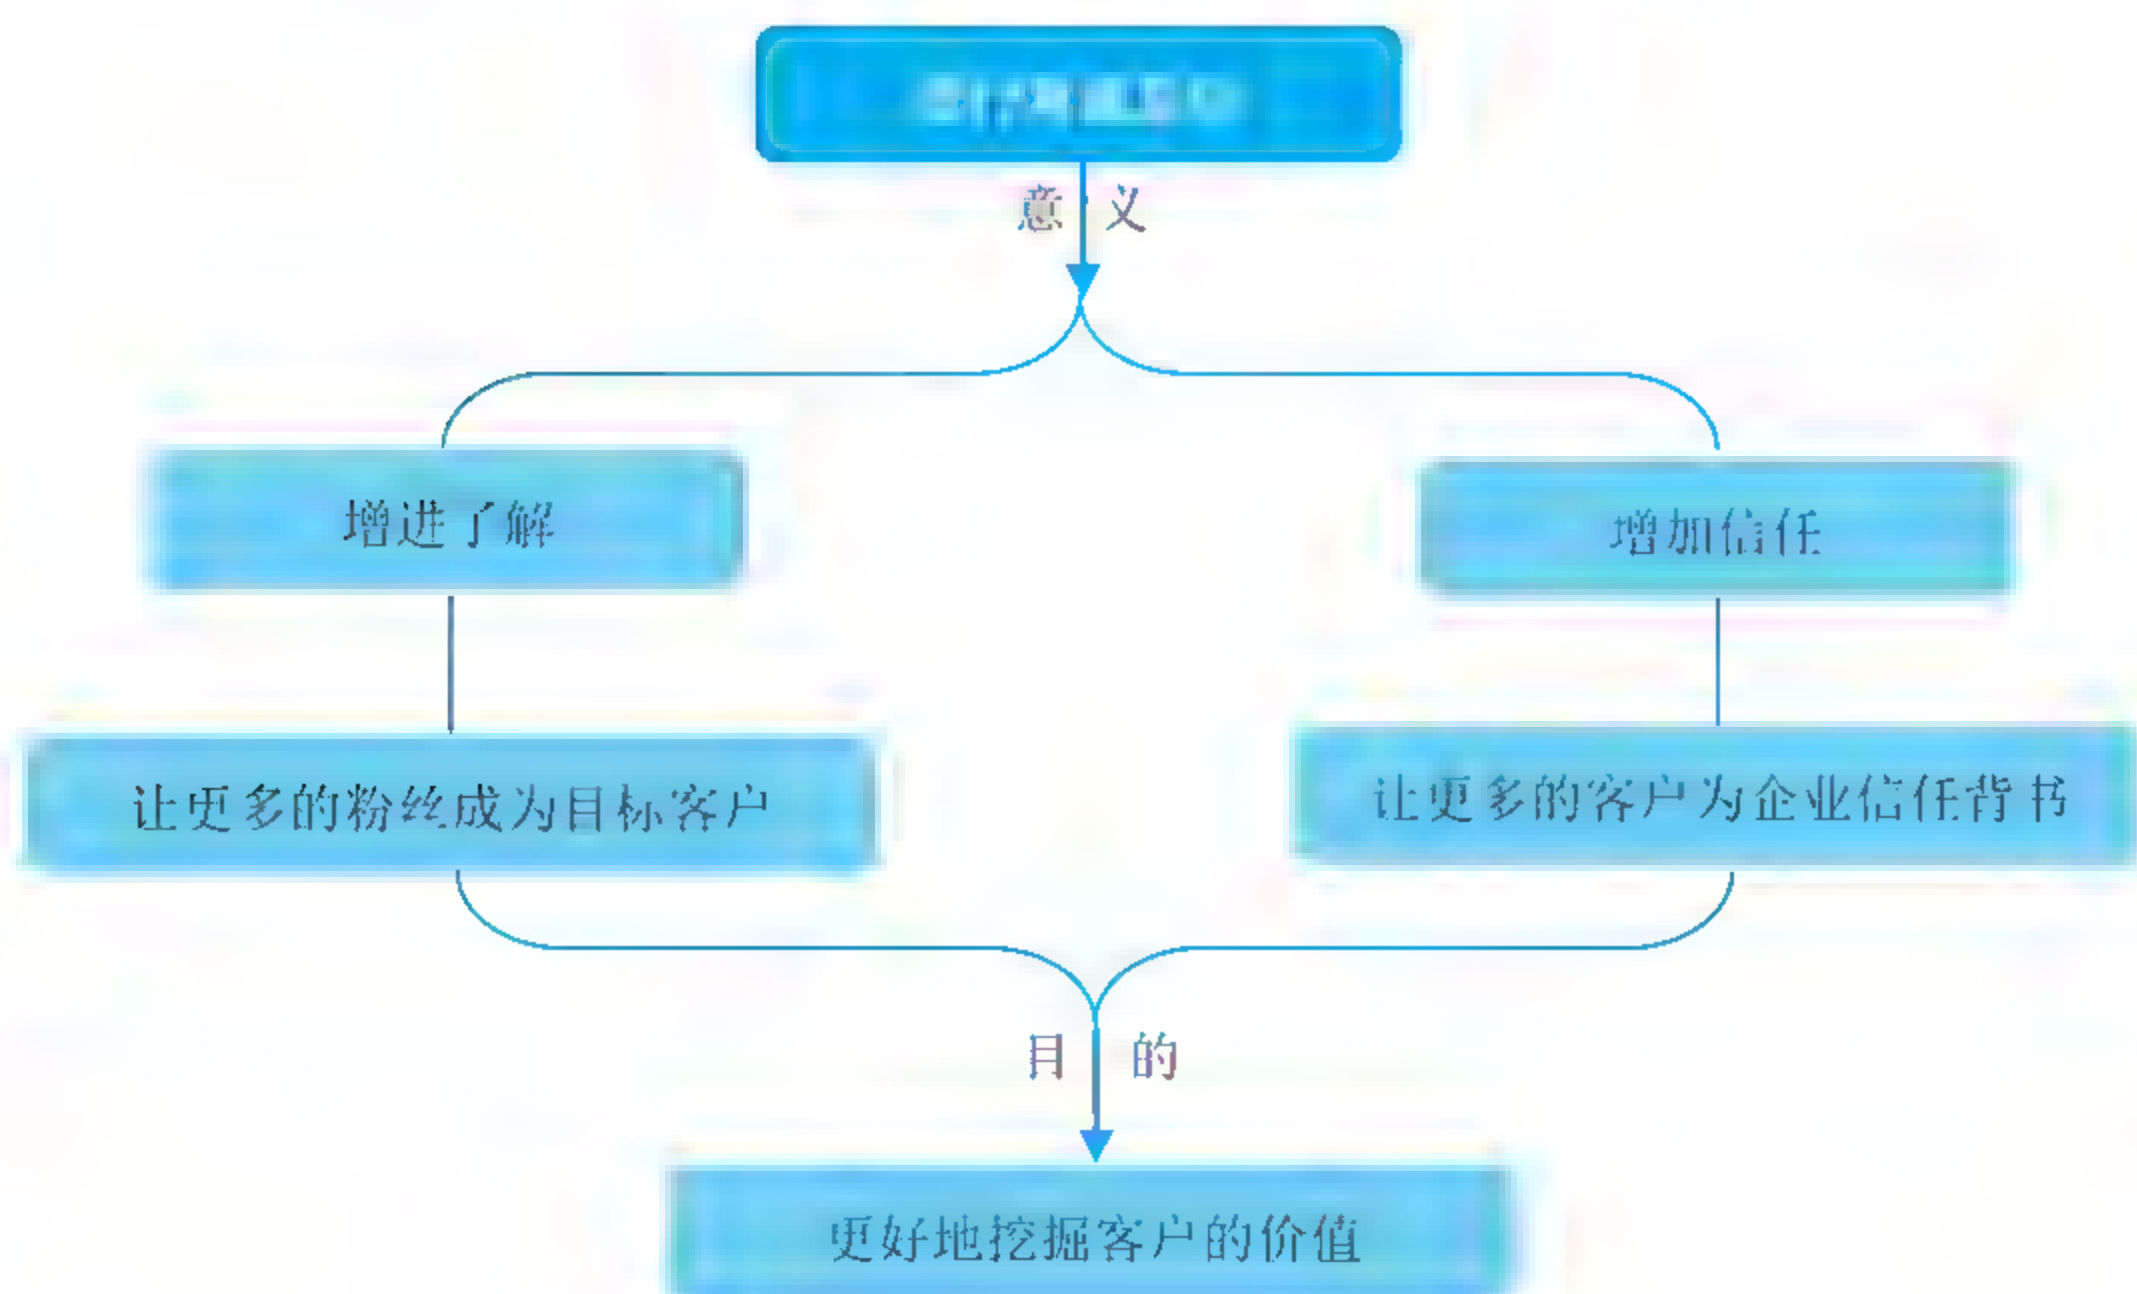 意 义
增进了解
增加信任
让更多的粉丝成为目标客户
让更多的客户为企业信任背书
目 的
更好地挖掘客户的价值